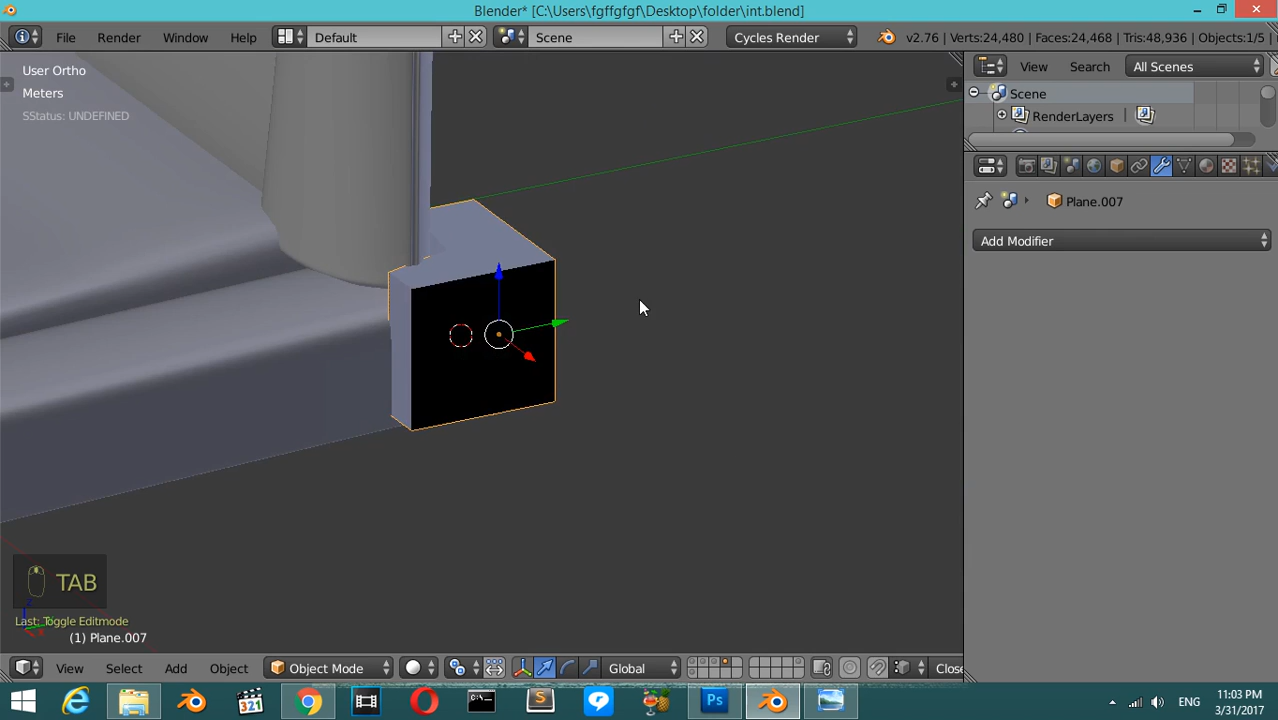 Blender* [C:\Users\fgffgfgf\Desktop\folder\int.blend]
File Render Window Help Default Scene Cycles Render v2.76 | Verts:24,480 | Faces:24,468 | Tris:48,936 | Objects:1/5 |
User Ortho
Meters
SStatus: UNDEFINED
View Search All Scenes
Scene
RenderLayers
Plane.007
Add Modifier
TAB
Last: Toggle Editmode
(1) Plane.007
View Select Add Object Object Mode Global Close
ENG
11:03 PM
3/31/2017
321
Ps
S